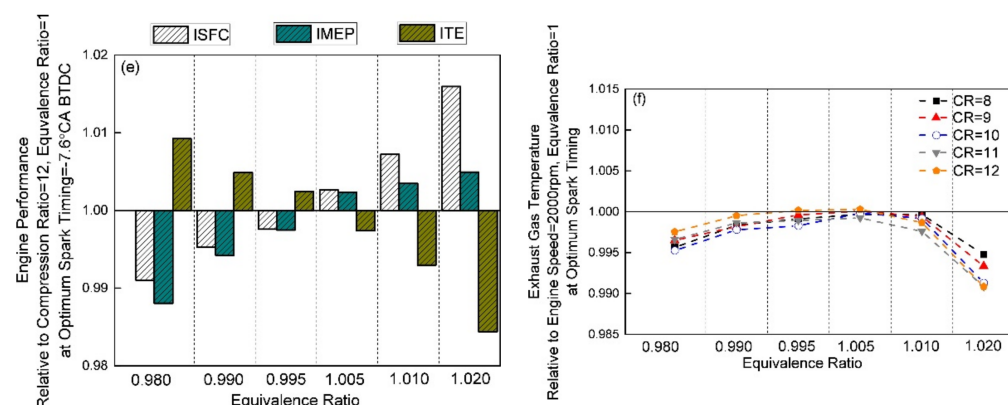 ISFC IMEP ITE
(e)
Engine Performance
Relative to Compression Ratio=12, Equvalence Ratio=1
at Optimum Spark Timing=-7.6°CA BTDC
1.02
1.01
1.00
0.99
0.98
0.980 0.990 0.995 1.005 1.010 1.020
Equivalence Ratio
(f)
Exhaust Gas Temperature
Relative to Engine Speed=2000rpm, Equivalence Ratio=1
at Optimum Spark Timing
1.015
1.010
1.005
1.000
0.995
0.990
0.985
CR=8
CR=9
CR=10
CR=11
CR=12
0.980 0.990 0.995 1.005 1.010 1.020
Equivalence Ratio